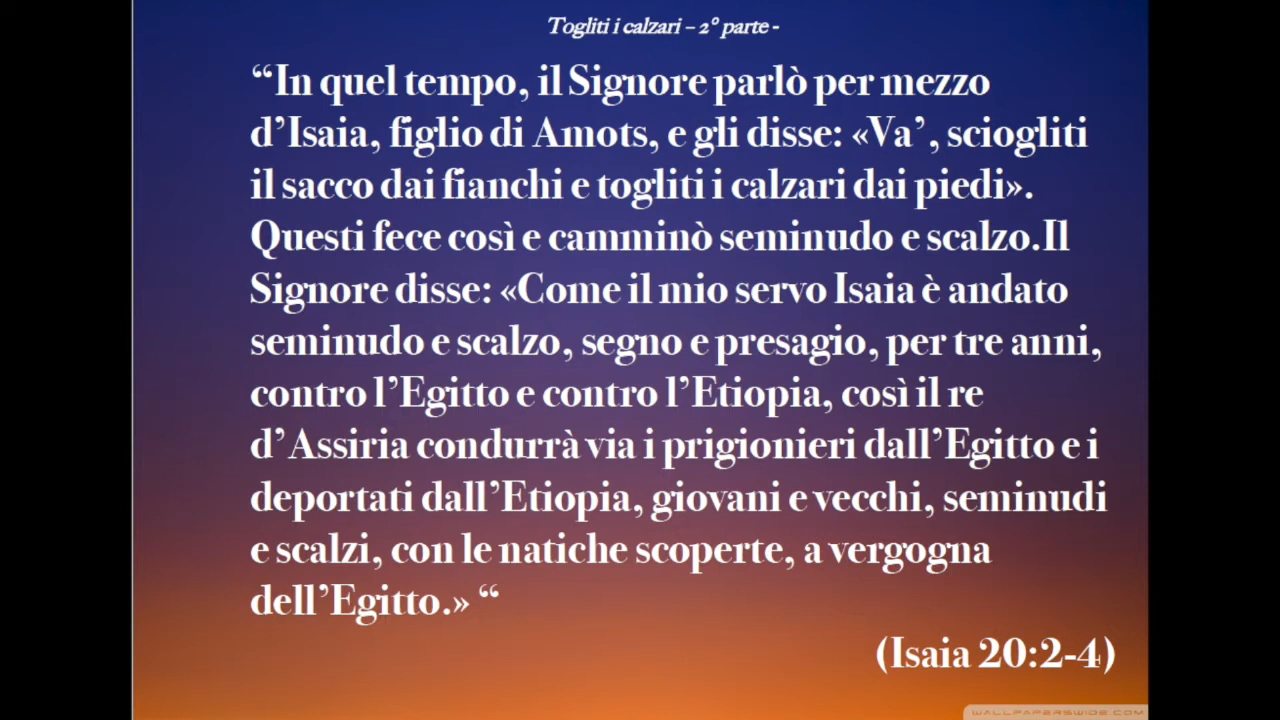 Togliti i calzari – 2° parte -
“In quel tempo, il Signore parlò per mezzo
d’Isaia, figlio di Amots, e gli disse: «Va’, sciogliti
il sacco dai fianchi e togliti i calzari dai piedi».
Questi fece così e camminò seminudo e scalzo.Il
Signore disse: «Come il mio servo Isaia è andato
seminudo e scalzo, segno e presagio, per tre anni,
contro l’Egitto e contro l’Etiopia, così il re
d’Assiria condurrà via i prigionieri dall’Egitto e i
deportati dall’Etiopia, giovani e vecchi, seminudi
e scalzi, con le natiche scoperte, a vergogna
dell’Egitto.» “
(Isaia 20:2-4)
WALLPAPERSWIDE.COM